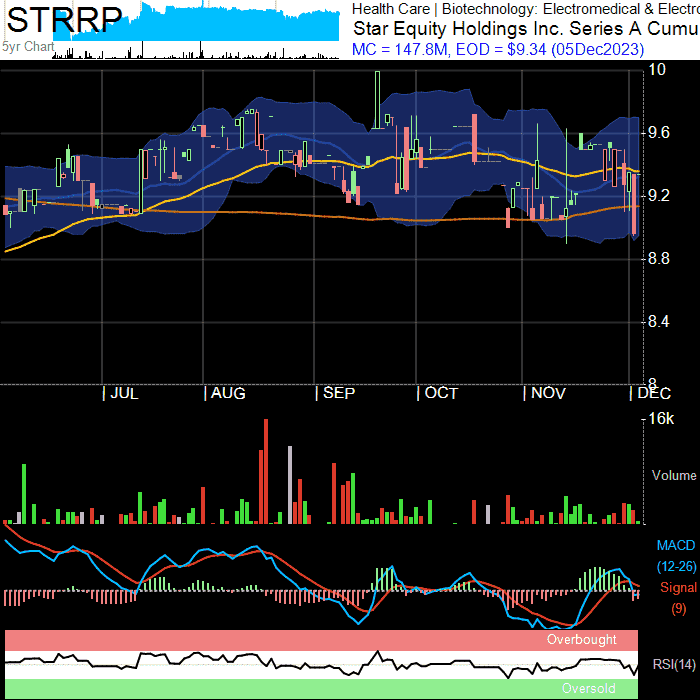 STRRP
5yr Chart
Health Care | Biotechnology: Electromedical & Electro
Star Equity Holdings Inc. Series A Cumu
MC = 147.8M, EOD = $9.34 (05Dec2023)
10
9.6
9.2
8.8
8.4
8
JUL AUG SEP OCT NOV DEC
16k
Volume
MACD
(12-26)
Signal
(9)
Overbought
RSI(14)
Oversold